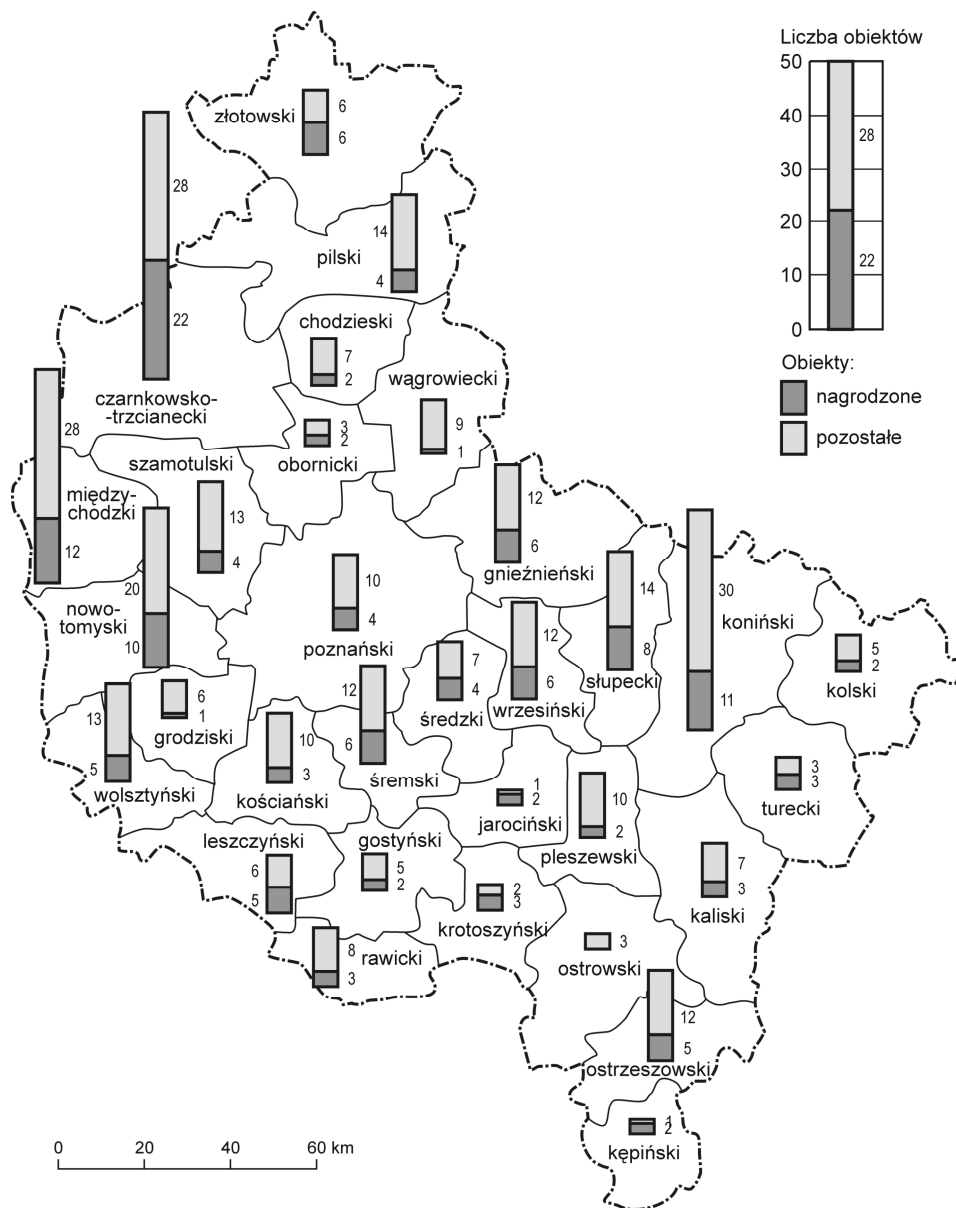 Liczba obiektów
50
40
30
20
10
0
28
22
Obiekty:
nagrodzone
pozostałe
złotowski
6
6
28
22
czarnkowsko-
-trzcianecki
pilski
14
4
chodzieski
7
2
wągrowiecki
9
1
obornicki
3
2
28
12
między-
chodzki
szamotulski
13
4
nowo-
tomyski
20
10
poznański
10
4
gnieźnieński
12
6
słupecki
14
8
koniński
30
11
kolski
5
2
średzki
7
4
wrzesiński
12
6
śremski
12
6
grodziski
6
1
wolsztyński
13
5
kościański
10
3
jarociński
1
2
pleszewski
10
2
turecki
3
3
leszczyński
6
5
gostyński
5
2
krotoszyński
2
3
kaliski
7
3
rawicki
8
3
ostrowski
3
ostrzeszowski
12
5
kępiński
1
2
0 20 40 60 km